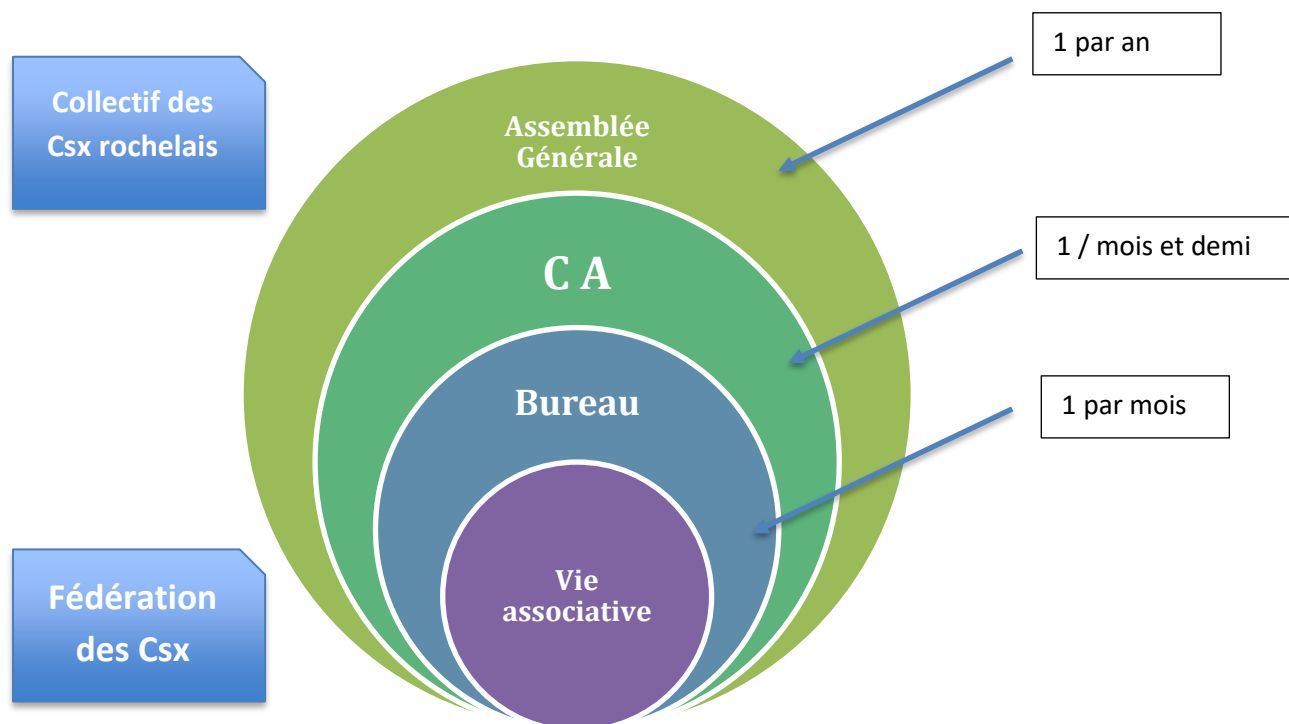 Collectif des
Csx rochelais
Assemblée
Générale
1 par an
C A
1 / mois et demi
Bureau
1 par mois
Vie
associative
Fédération
des Csx